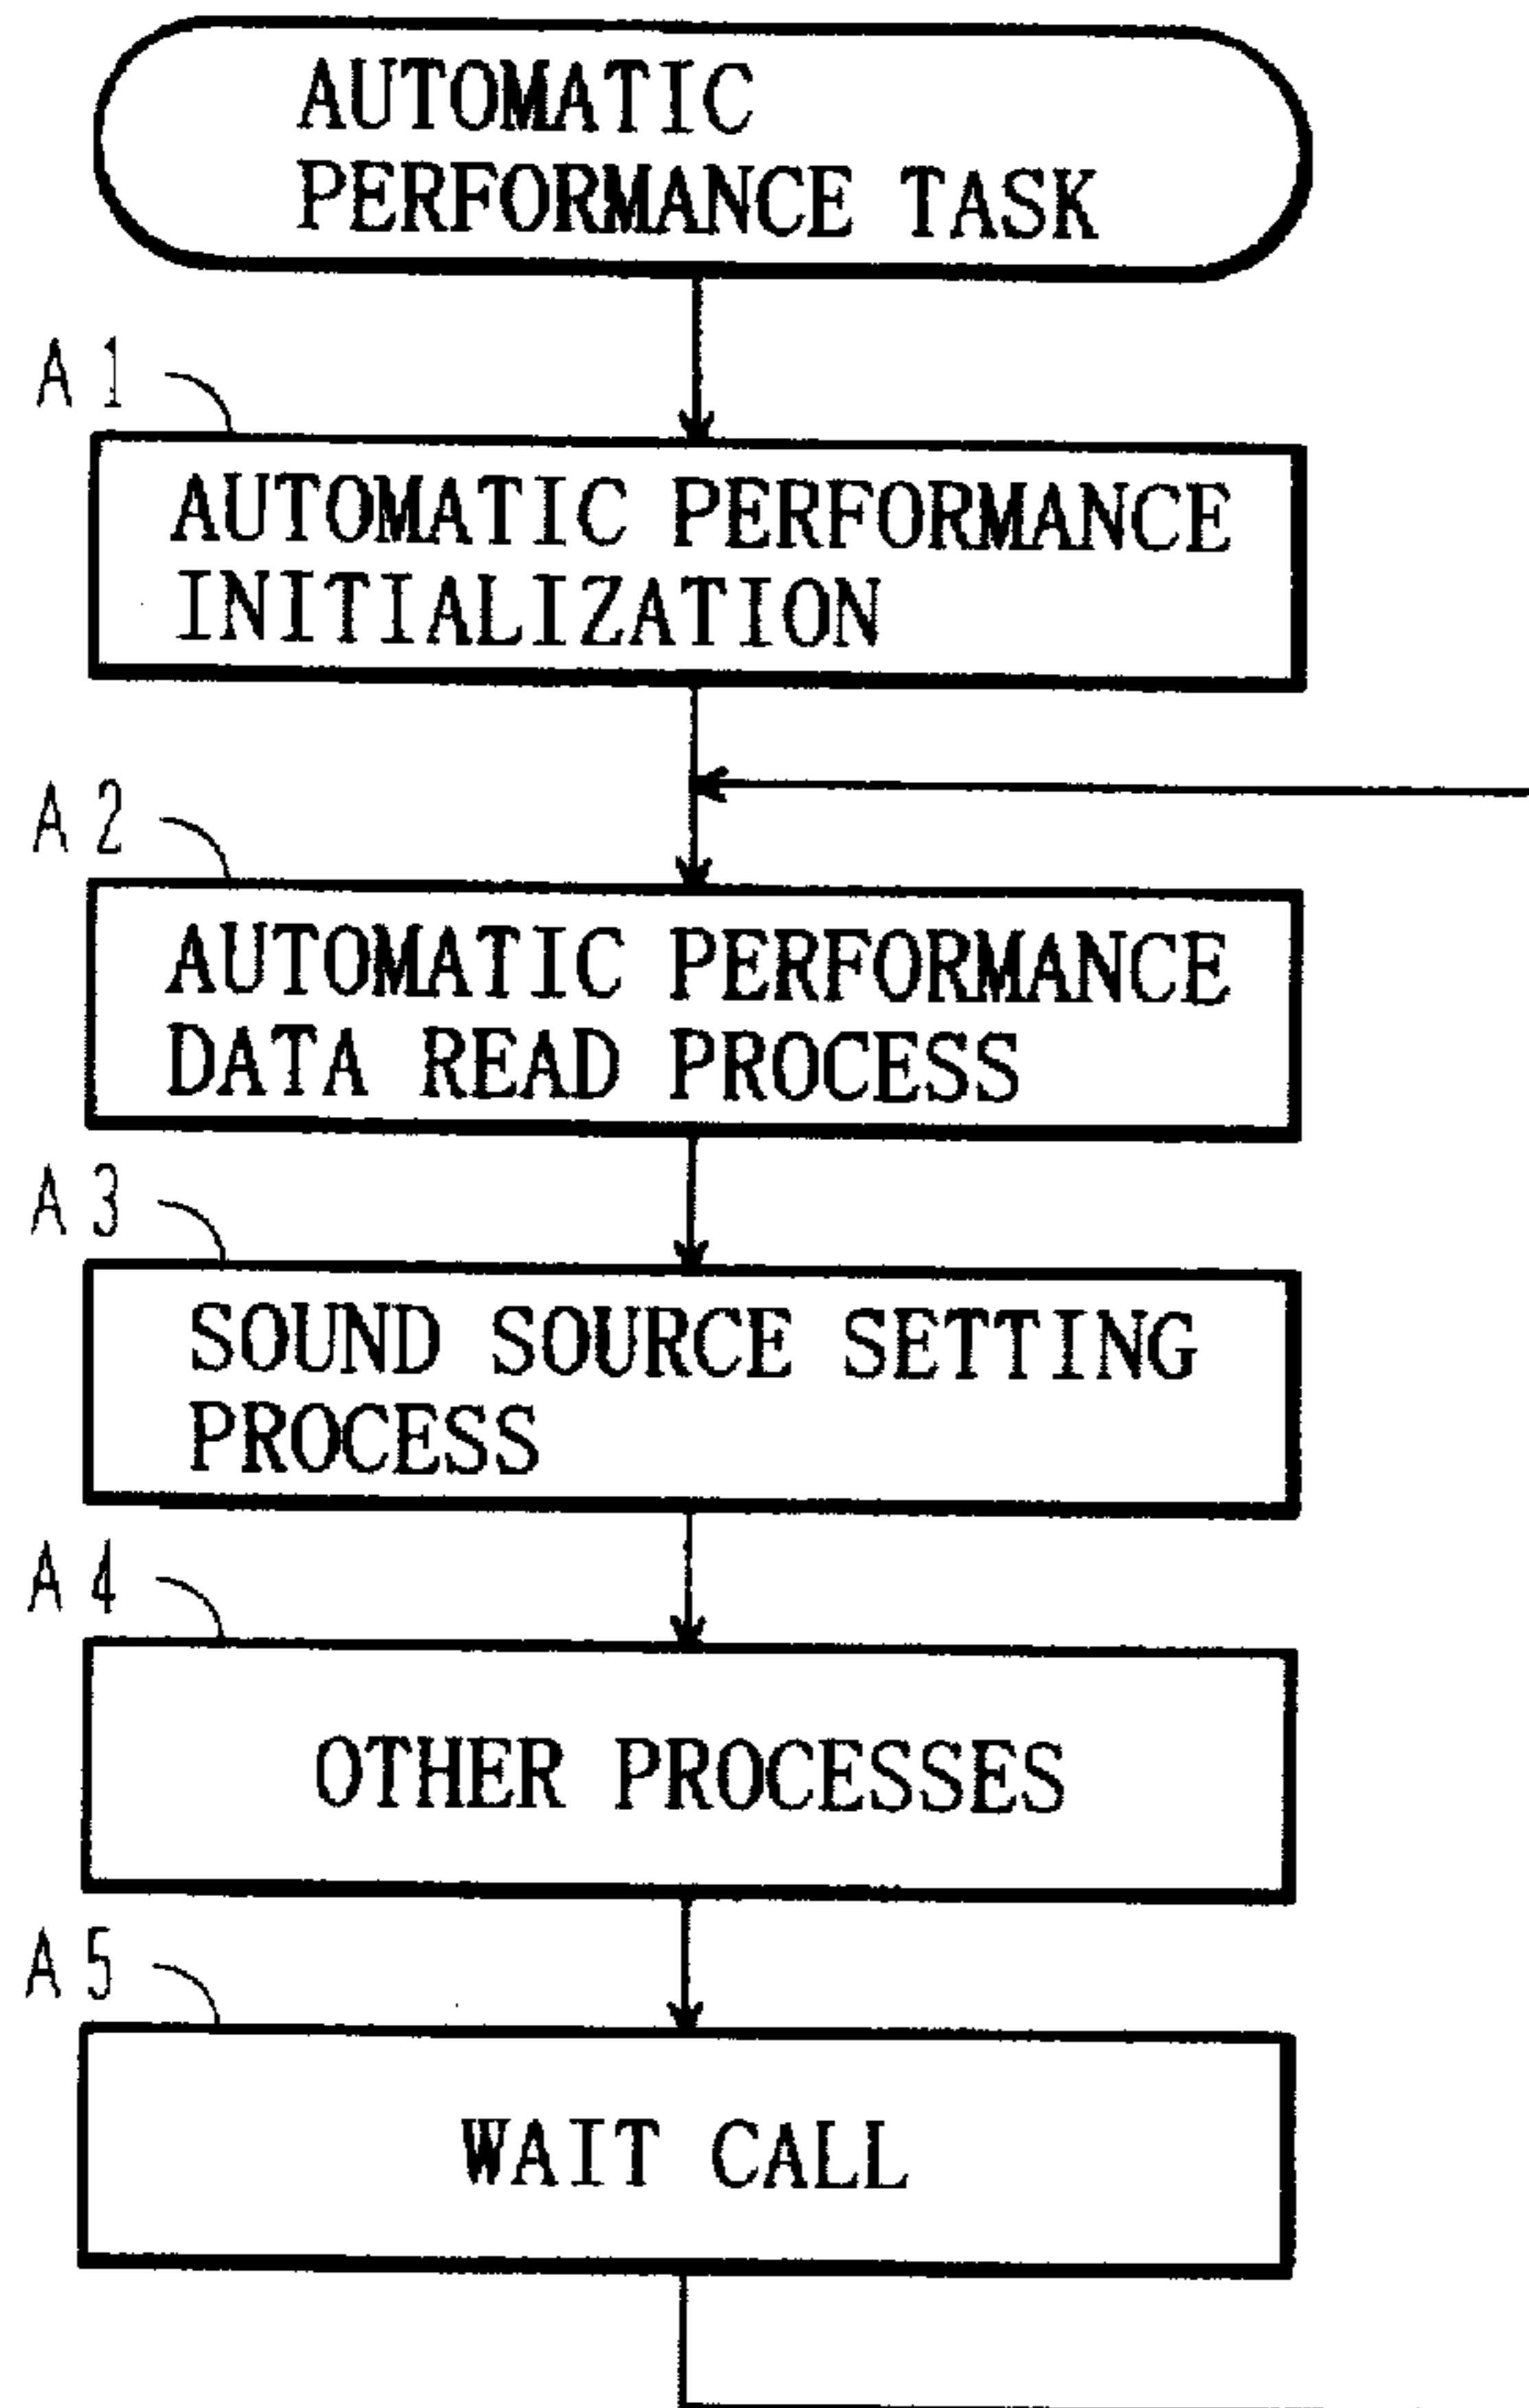 AUTOMATIC
PERFORMANCE TASK
A1
AUTOMATIC PERFORMANCE
INITIALIZATION
A2
AUTOMATIC PERFORMANCE
DATA READ PROCESS
A3
SOUND SOURCE SETTING
PROCESS
A4
OTHER PROCESSES
A5
WAIT CALL